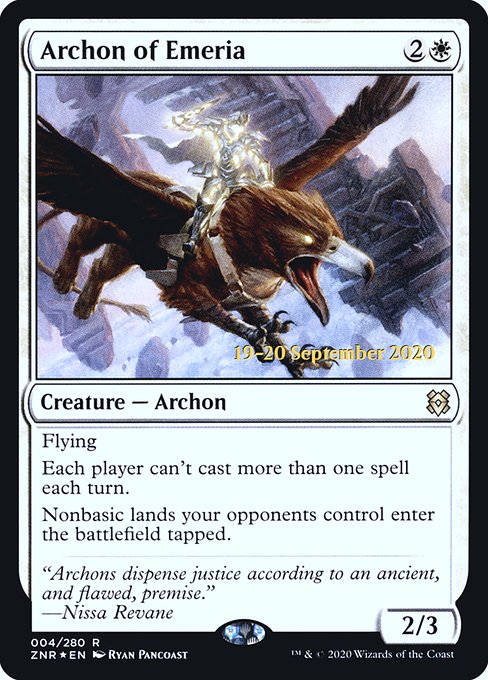 Archon of Emeria 2
19–20 September 2020
Creature — Archon
Flying
Each player can't cast more than one spell
each turn.
Nonbasic lands your opponents control enter
the battlefield tapped.
“Archons dispense justice according to an ancient,
and flawed, premise.”
—Nissa Revane
2/3
004/280 R
ZNR★EN Ryan Pancoast
™ & © 2020 Wizards of the Coast